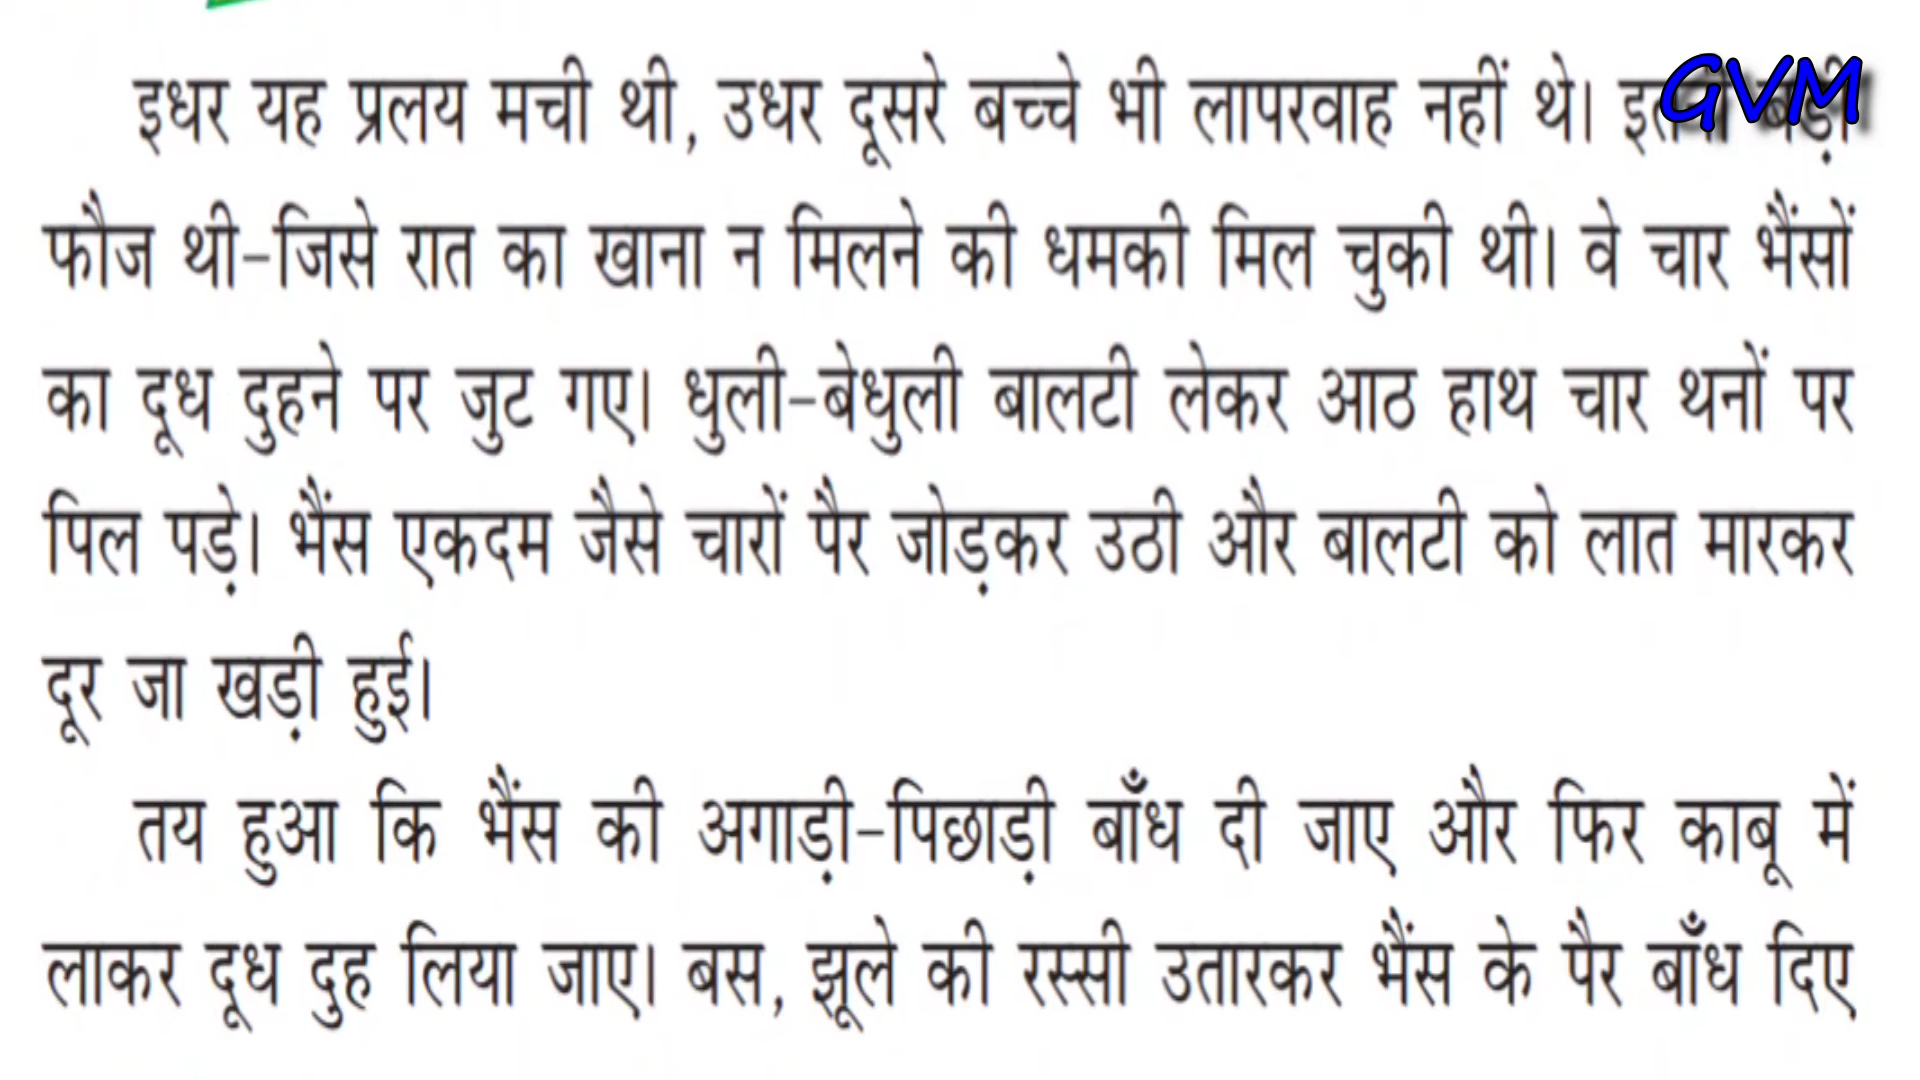 इधर यह प्रलय मची थी, उधर दूसरे बच्चे भी लापरवाह नहीं थे। बड़ी
GVM
फौज थी-जिसे रात का खाना न मिलने की धमकी मिल चुकी थी। वे चार भैंसों
का दूध दुहने पर जुट गए। धुली-बेधुली बालटी लेकर आठ हाथ चार थनों पर
पिल पड़े। भैंस एकदम जैसे चारों पैर जोड़कर उठी और बालटी को लात मारकर
दूर जा खड़ी हुई।
तय हुआ कि भैंस की अगाड़ी-पिछाड़ी बाँध दी जाए और फिर काबू में
लाकर दूध दुह लिया जाए। बस, झूले की रस्सी उतारकर भैंस के पैर बाँध दिए